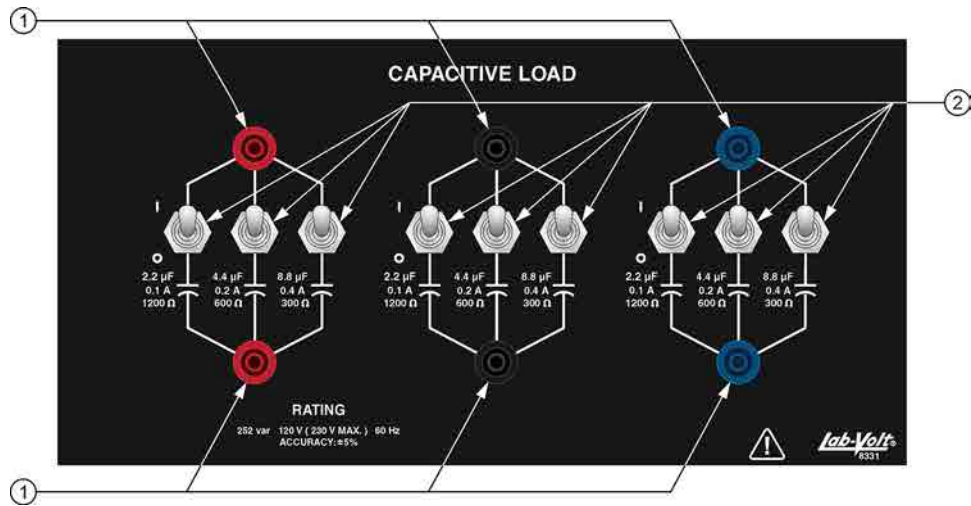 1
CAPACITIVE LOAD
2
I
I
I
O
O
O
2.2 µF
0.1 A
1200 Ω
4.4 µF
0.2 A
600 Ω
8.8 µF
0.4 A
300 Ω
2.2 µF
0.1 A
1200 Ω
4.4 µF
0.2 A
600 Ω
8.8 µF
0.4 A
300 Ω
2.2 µF
0.1 A
1200 Ω
4.4 µF
0.2 A
600 Ω
8.8 µF
0.4 A
300 Ω
RATING
252 var 120 V ( 230 V MAX. ) 60 Hz
ACCURACY:±5%
!
Lab-Volt®
8331
1